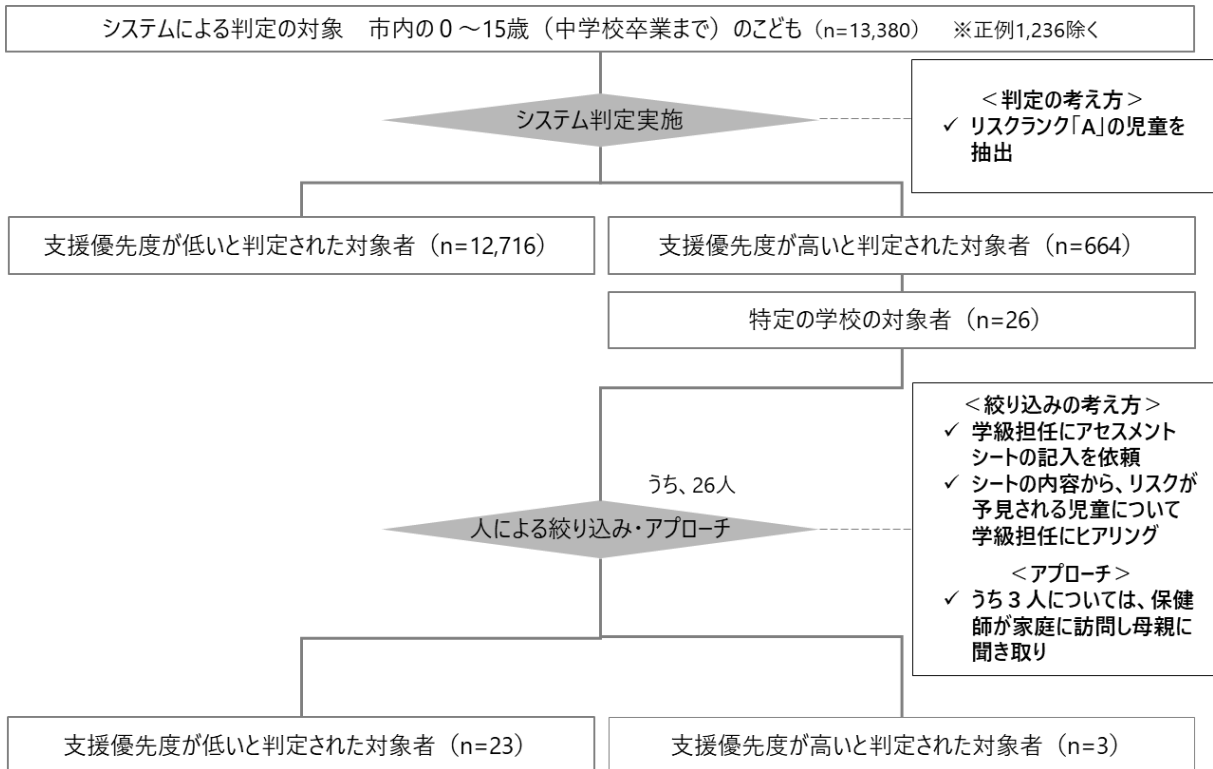 システムによる判定の対象　市内の０～15歳（中学校卒業まで）のこども（n=13,380）　※正例1,236除く
システム判定実施
＜判定の考え方＞
✓ リスクランク「A」の児童を
抽出
支援優先度が低いと判定された対象者（n=12,716）
支援優先度が高いと判定された対象者（n=664）
特定の学校の対象者（n=26）
うち、26人
人による絞り込み・アプローチ
＜絞り込みの考え方＞
✓ 学級担任にアセスメント
シートの記入を依頼
✓ シートの内容から、リスクが
予見される児童について
学級担任にヒアリング
＜アプローチ＞
✓ うち３人については、保健
師が家庭に訪問し母親に
聞き取り
支援優先度が低いと判定された対象者（n=23）
支援優先度が高いと判定された対象者（n=3）